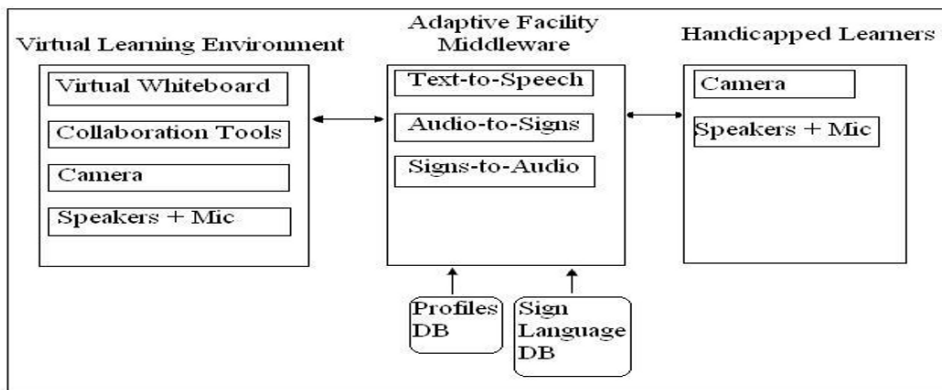 Virtual Learning Environment
Virtual Whiteboard
Collaboration Tools
Camera
Speakers + Mic
Adaptive Facility
Middleware
Text-to-Speech
Audio-to-Signs
Signs-to-Audio
Handicapped Learners
Camera
Speakers + Mic
Profiles
DB
Sign
Language
DB